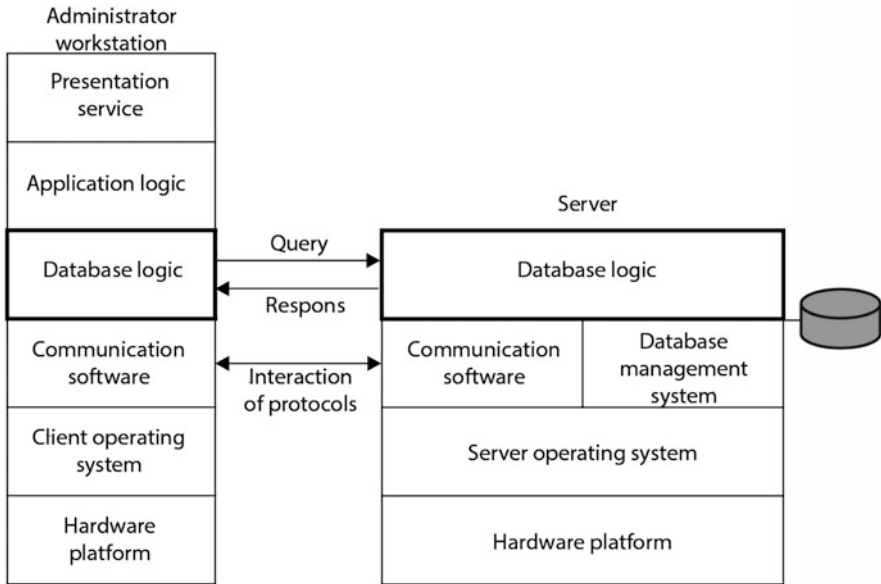 Administrator
workstation
Presentation
service
Application logic
Database logic
Communication
software
Client operating
system
Hardware
platform
Query
Respons
Interaction
of protocols
Server
Database logic
Communication
software
Database
management
system
Server operating system
Hardware platform